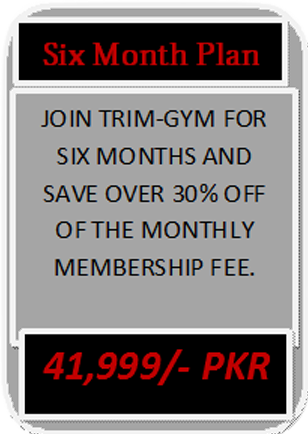 Six Month Plan
JOIN TRIM-GYM FOR
SIX MONTHS AND
SAVE OVER 30% OFF
OF THE MONTHLY
MEMBERSHIP FEE.
41,999/- PKR